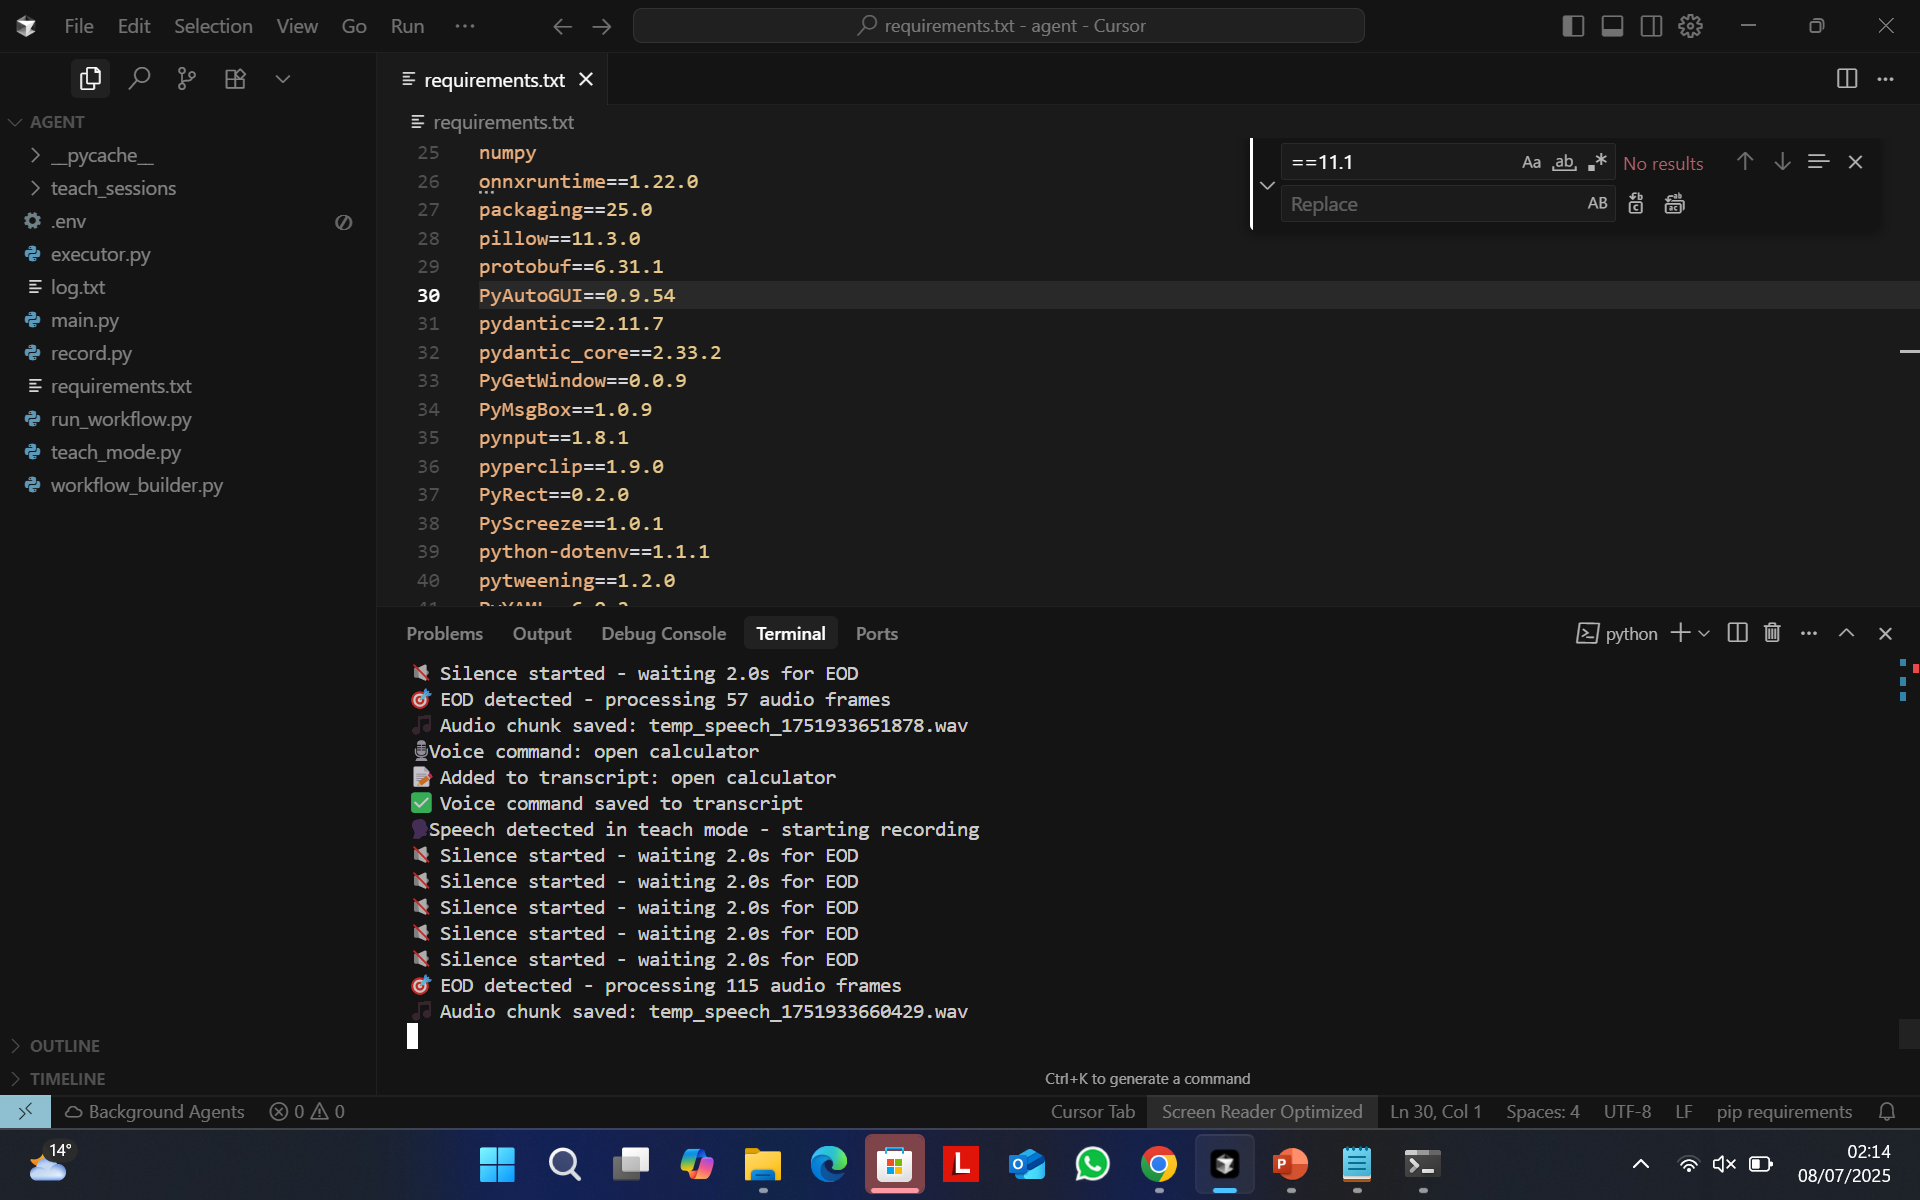 File Edit Selection View Go Run ···
requirements.txt - agent - Cursor
AGENT
__pycache__
teach_sessions
.env
executor.py
log.txt
main.py
record.py
requirements.txt
run_workflow.py
teach_mode.py
workflow_builder.py
OUTLINE
TIMELINE
requirements.txt
requirements.txt
==11.1
Aa ab .* No results
Replace
AB
25 numpy
26 onnxruntime==1.22.0
27 packaging==25.0
28 pillow==11.3.0
29 protobuf==6.31.1
30 PyAutoGUI==0.9.54
31 pydantic==2.11.7
32 pydantic_core==2.33.2
33 PyGetWindow==0.0.9
34 PyMsgBox==1.0.9
35 pynput==1.8.1
36 pyperclip==1.9.0
37 PyRect==0.2.0
38 PyScreeze==1.0.1
39 python-dotenv==1.1.1
40 pytweening==1.2.0
Problems Output Debug Console Terminal Ports
python
Silence started - waiting 2.0s for EOD
EOD detected - processing 57 audio frames
Audio chunk saved: temp_speech_1751933651878.wav
Voice command: open calculator
Added to transcript: open calculator
Voice command saved to transcript
Speech detected in teach mode - starting recording
Silence started - waiting 2.0s for EOD
Silence started - waiting 2.0s for EOD
Silence started - waiting 2.0s for EOD
Silence started - waiting 2.0s for EOD
Silence started - waiting 2.0s for EOD
EOD detected - processing 115 audio frames
Audio chunk saved: temp_speech_1751933660429.wav
Ctrl+K to generate a command
Background Agents 0 0
Cursor Tab Screen Reader Optimized Ln 30, Col 1 Spaces: 4 UTF-8 LF pip requirements
14°
02:14
08/07/2025